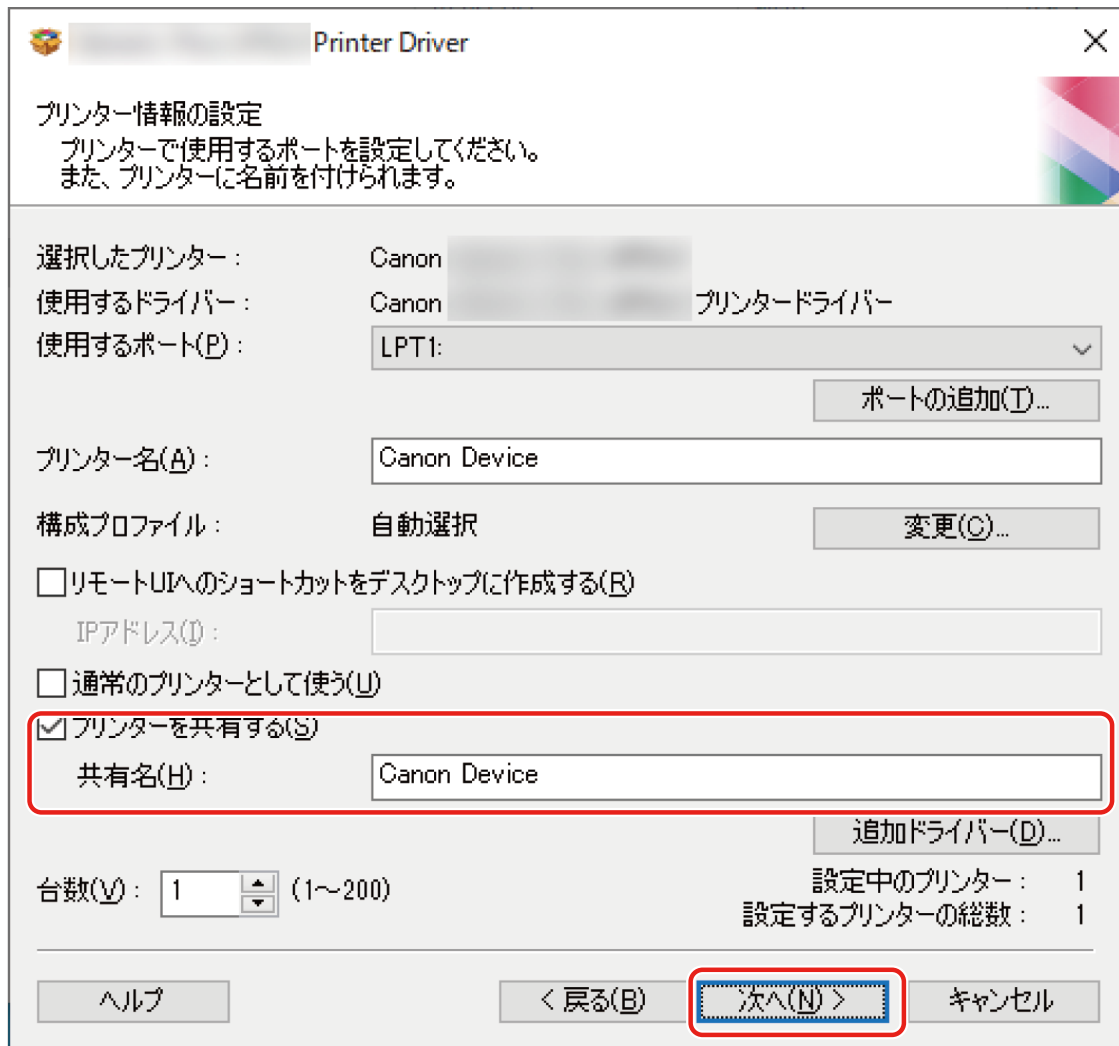 Printer Driver
プリンター情報の設定
プリンターで使用するポートを設定してください。
また、プリンターに名前を付けられます。
選択したプリンター： Canon
使用するドライバー： Canon プリンタードライバー
使用するポート(P)： LPT1:
ポートの追加(T)...
プリンター名(A)： Canon Device
構成プロファイル： 自動選択 変更(C)...
リモートUIへのショートカットをデスクトップに作成する(R)
IPアドレス(I)：
通常のプリンターとして使う(U)
プリンターを共有する(S)
共有名(H)： Canon Device
追加ドライバー(D)...
台数(V)： 1 (1～200)
設定中のプリンター： 1
設定するプリンターの総数： 1
ヘルプ < 戻る(B) 次へ(N) > キャンセル